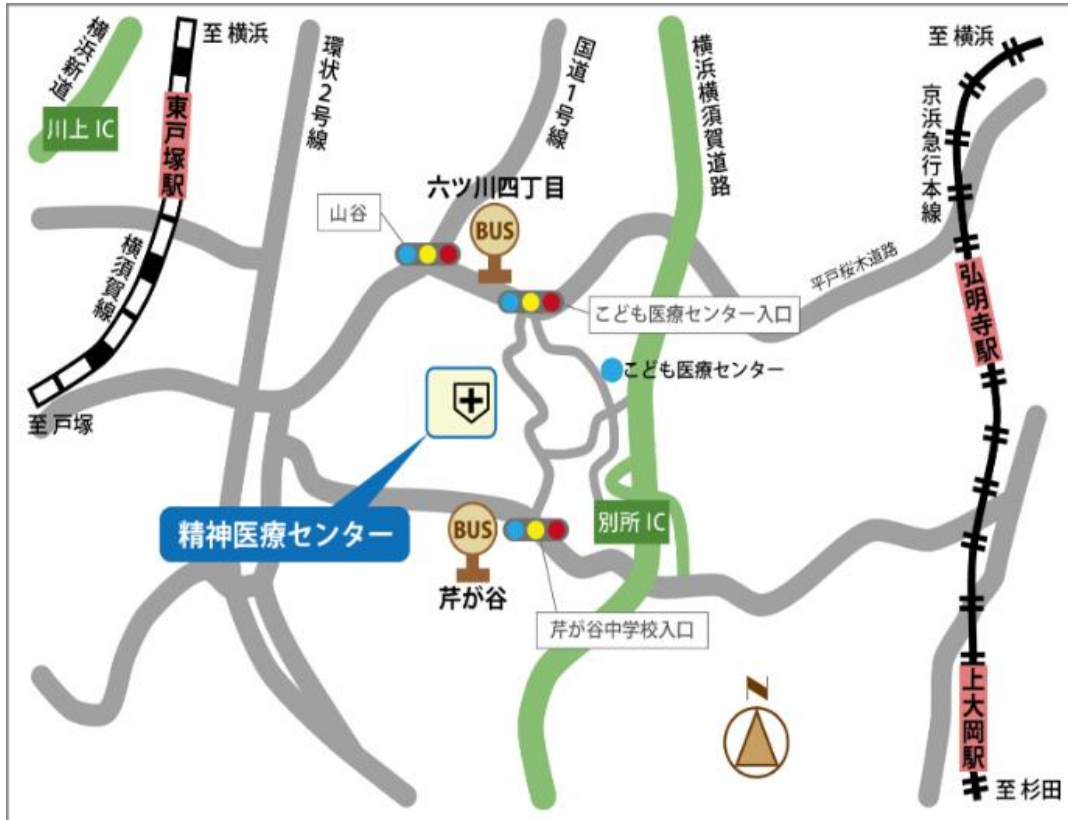 至 横浜
横浜新道
川上 IC
東戸塚駅
横須賀線
至 戸塚
環状2号線
国道1号線
横浜横須賀道路
至 横浜
京浜急行本線
六ツ川四丁目
山谷
BUS
こども医療センター入口
平戸桜木道路
弘明寺駅
こども医療センター
精神医療センター
BUS
芹が谷
別所 IC
芹が谷中学校入口
N
上大岡駅
至 杉田